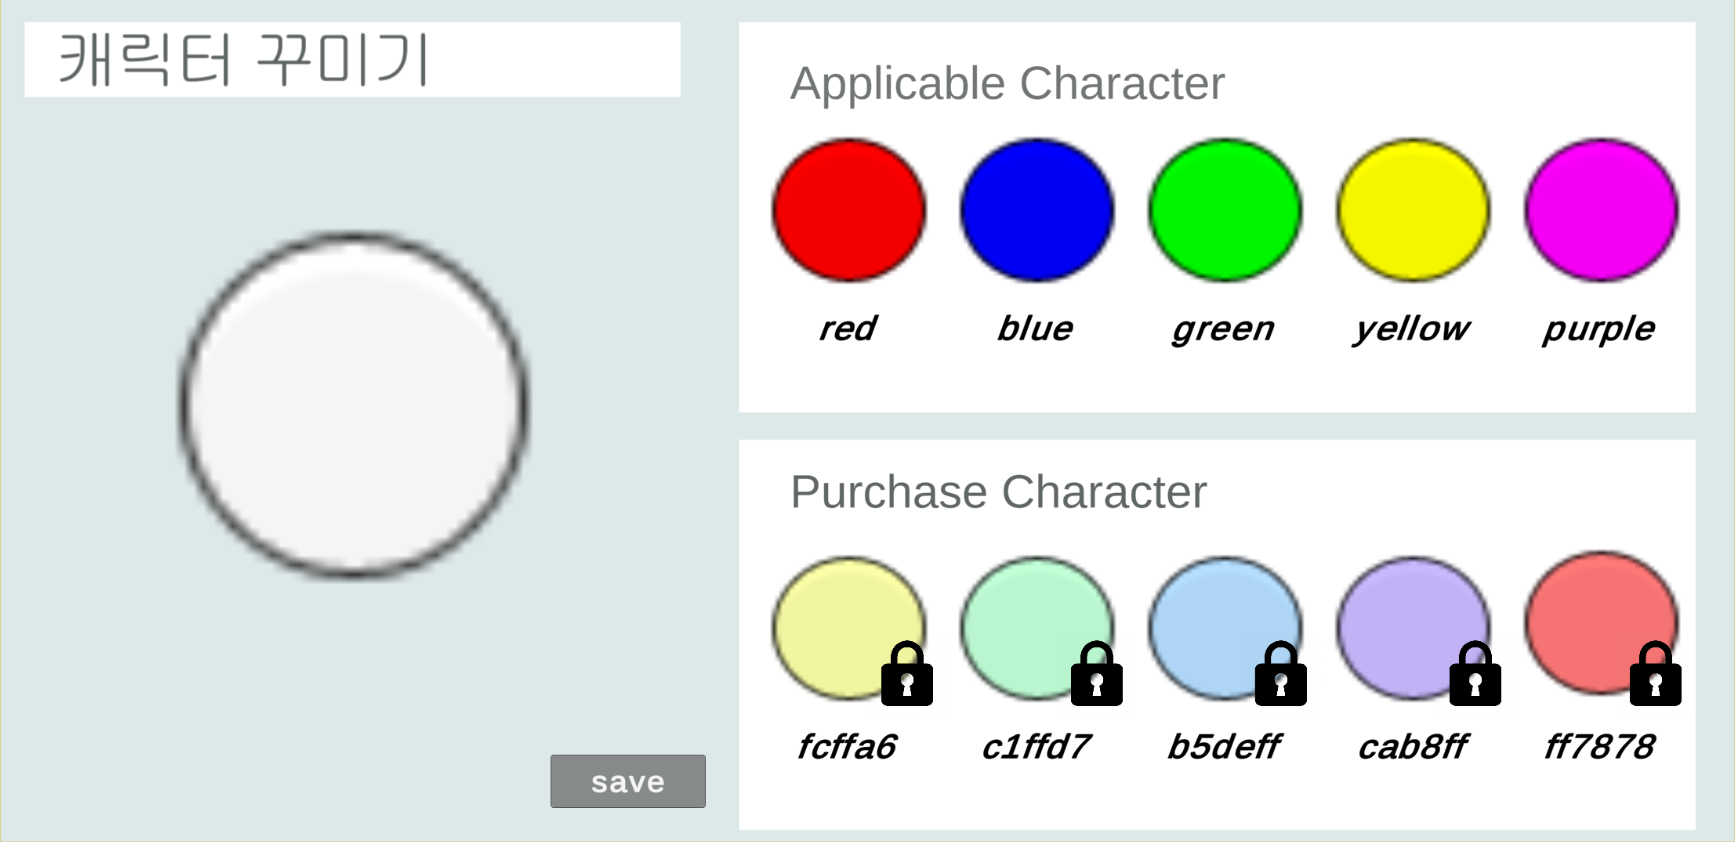 캐릭터 꾸미기
Applicable Character
red blue green yellow purple
Purchase Character
fcffa6 c1ffd7 b5deff cab8ff ff7878
save